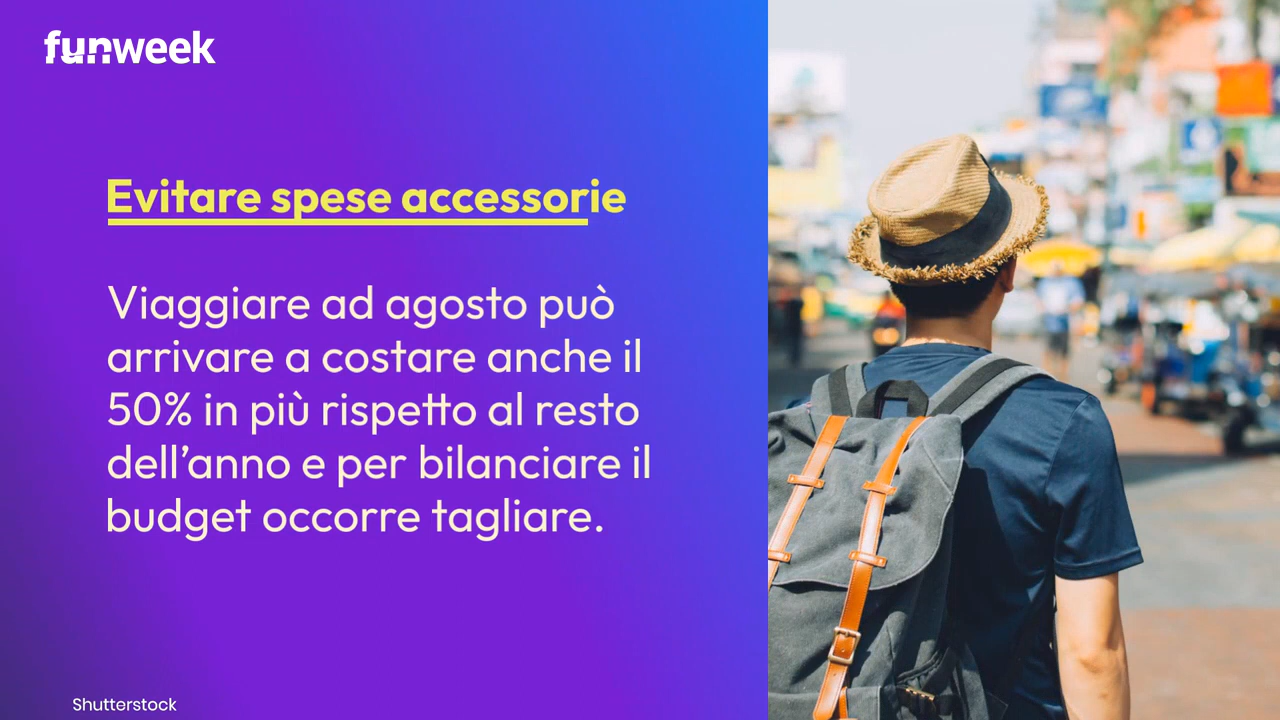 funweek
Evitare spese accessorie
Viaggiare ad agosto può
arrivare a costare anche il
50% in più rispetto al resto
dell’anno e per bilanciare il
budget occorre tagliare.
Shutterstock